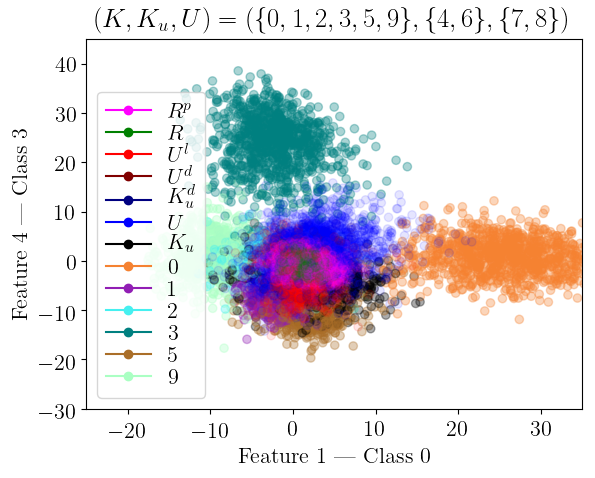 (K, K_u, U) = ({0, 1, 2, 3, 5, 9}, {4, 6}, {7, 8})
40
30
20
10
0
−10
−20
−30
Feature 4 — Class 3
R^p
R
U^l
U^d
K_u^d
U
K_u
0
1
2
3
5
9
−20 −10 0 10 20 30
Feature 1 — Class 0